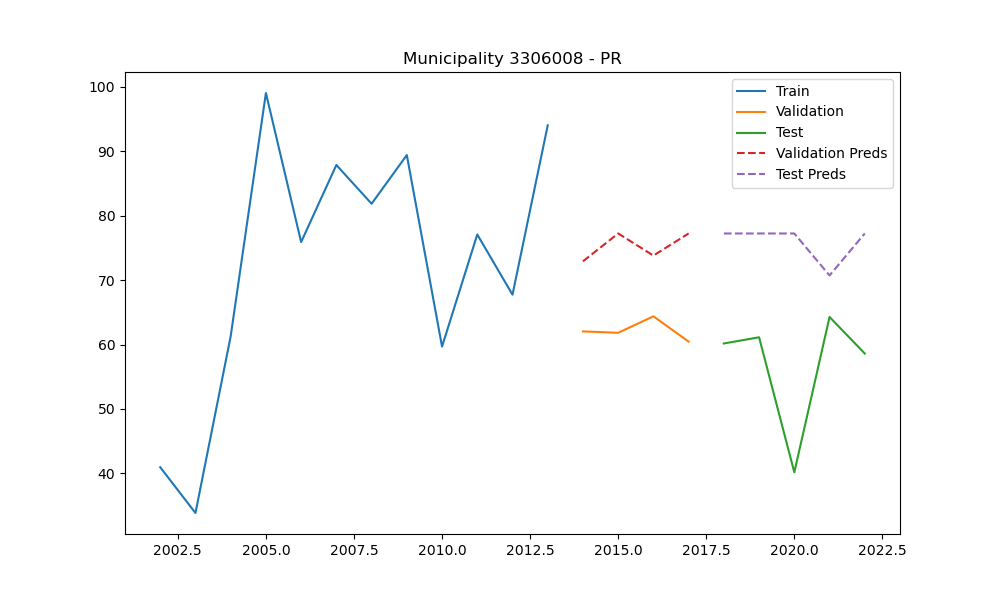 Municipality 3306008 - PR
Train
Validation
Test
Validation Preds
Test Preds
100
90
80
70
60
50
40
2002.5 2005.0 2007.5 2010.0 2012.5 2015.0 2017.5 2020.0 2022.5